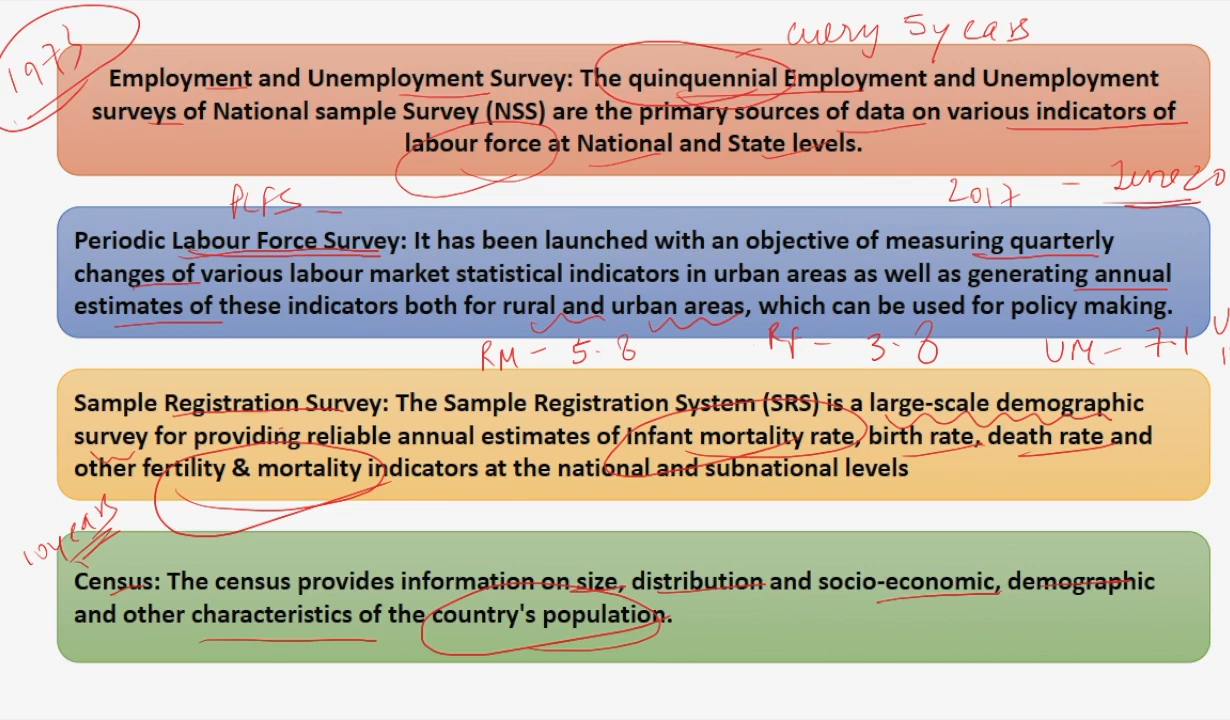 1973
every 5years
Employment and Unemployment Survey: The quinquennial Employment and Unemployment
surveys of National sample Survey (NSS) are the primary sources of data on various indicators of
labour force at National and State levels.
PLFS -
2017 - June20
Periodic Labour Force Survey: It has been launched with an objective of measuring quarterly
changes of various labour market statistical indicators in urban areas as well as generating annual
estimates of these indicators both for rural and urban areas, which can be used for policy making.
RM - 5.8 Rf - 3.8 UM - 7.1
Sample Registration Survey: The Sample Registration System (SRS) is a large-scale demographic
survey for providing reliable annual estimates of Infant mortality rate, birth rate, death rate and
other fertility & mortality indicators at the national and subnational levels
10years
Census: The census provides information on size, distribution and socio-economic, demographic
and other characteristics of the country's population.